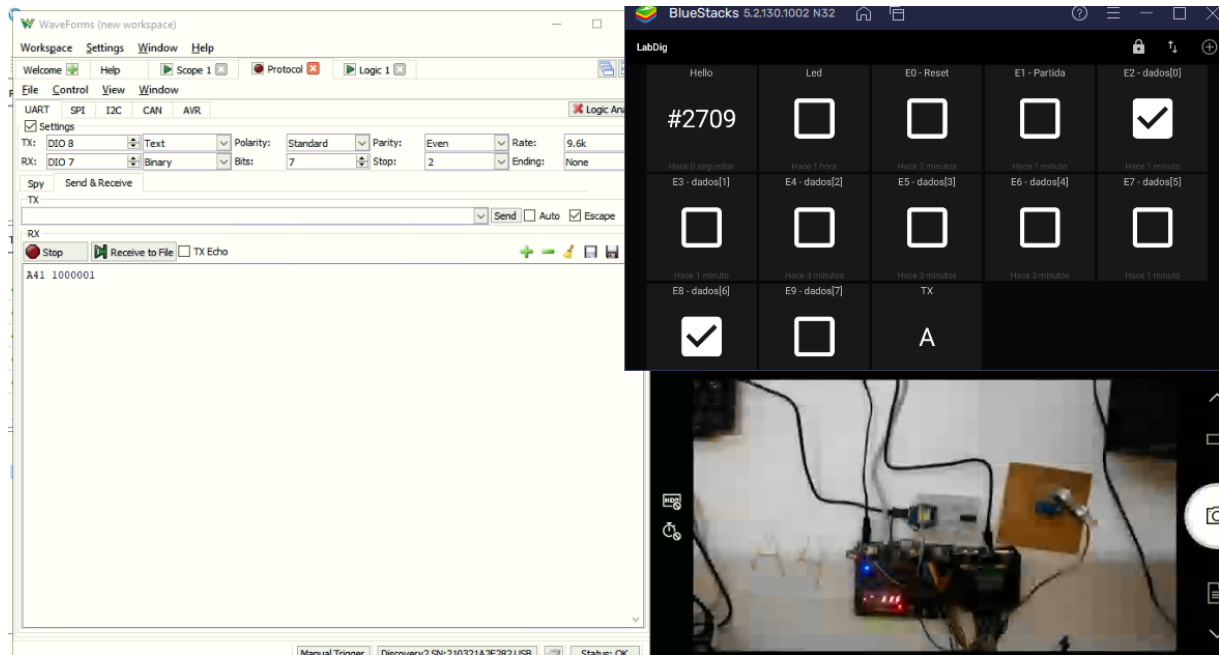 WaveForms (new workspace)
Workspace Settings Window Help
Welcome Help Scope 1 Protocol Logic 1
File Control View Window
UART SPI I2C CAN AVR
Logic Ana
Settings
TX: DIO 8 Text Polarity: Standard Parity: Even Rate: 9.6k
RX: DIO 7 Binary Bits: 7 Stop: 2 Ending: None
Spy Send & Receive
TX
Send Auto Escape
RX
Stop Receive to File TX Echo
A41 1000001
Manual Trigger Discovery2 SN:210321A2E282 USB Status: OK
BlueStacks 5.2.130.1002 N32
LabDig
Hello Led E0 - Reset E1 - Partida E2 - dados[0]
#2709
Hace 0 segundos Hace 1 hora Hace 2 minutos Hace 1 minuto Hace 1 minuto
E3 - dados[1] E4 - dados[2] E5 - dados[3] E6 - dados[4] E7 - dados[5]
Hace 1 minuto Hace 3 minutos Hace 3 minutos Hace 3 minutos Hace 1 minuto
E8 - dados[6] E9 - dados[7] TX
A
HDR